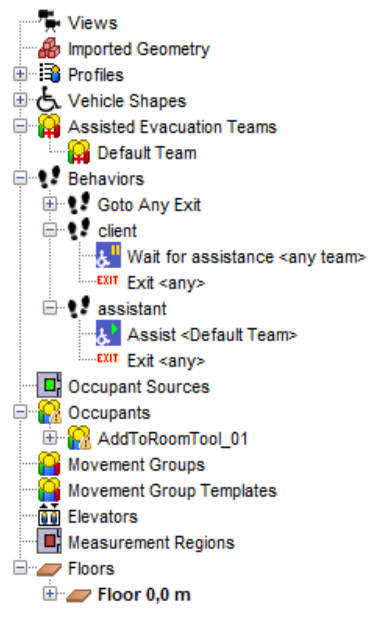 Views
Imported Geometry
Profiles
Vehicle Shapes
Assisted Evacuation Teams
Default Team
Behaviors
Goto Any Exit
client
Wait for assistance <any team>
EXIT Exit <any>
assistant
Assist <Default Team>
EXIT Exit <any>
Occupant Sources
Occupants
AddToRoomTool_01
Movement Groups
Movement Group Templates
Elevators
Measurement Regions
Floors
Floor 0,0 m